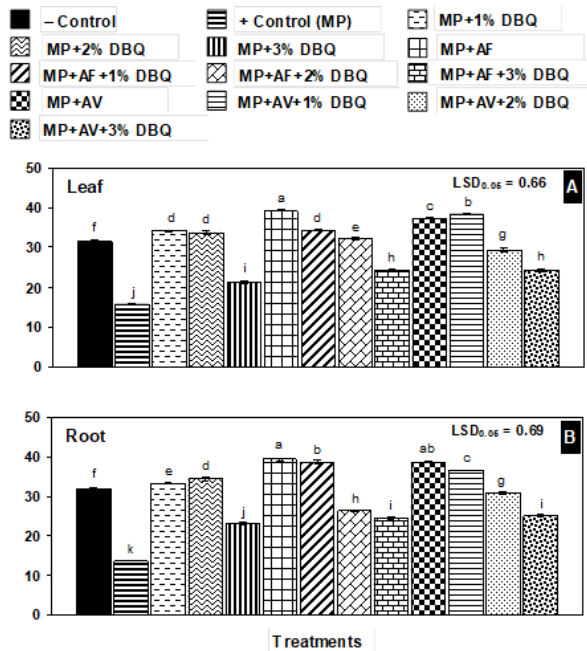 – Control + Control (MP) MP+1% DBQ
MP+2% DBQ MP+3% DBQ MP+AF
MP+AF+1% DBQ MP+AF+2% DBQ MP+AF+3% DBQ
MP+AV MP+AV+1% DBQ MP+AV+2% DBQ
MP+AV+3% DBQ
50
Leaf LSD0.05 = 0.66 A
40
a b
c
d d d
f e
30
g
h h
i
20
j
10
0
50
Root LSD0.05 = 0.69 B
40
a b ab
c
d
f e
g
30
h
i i
j
20
k
10
0
Treatments